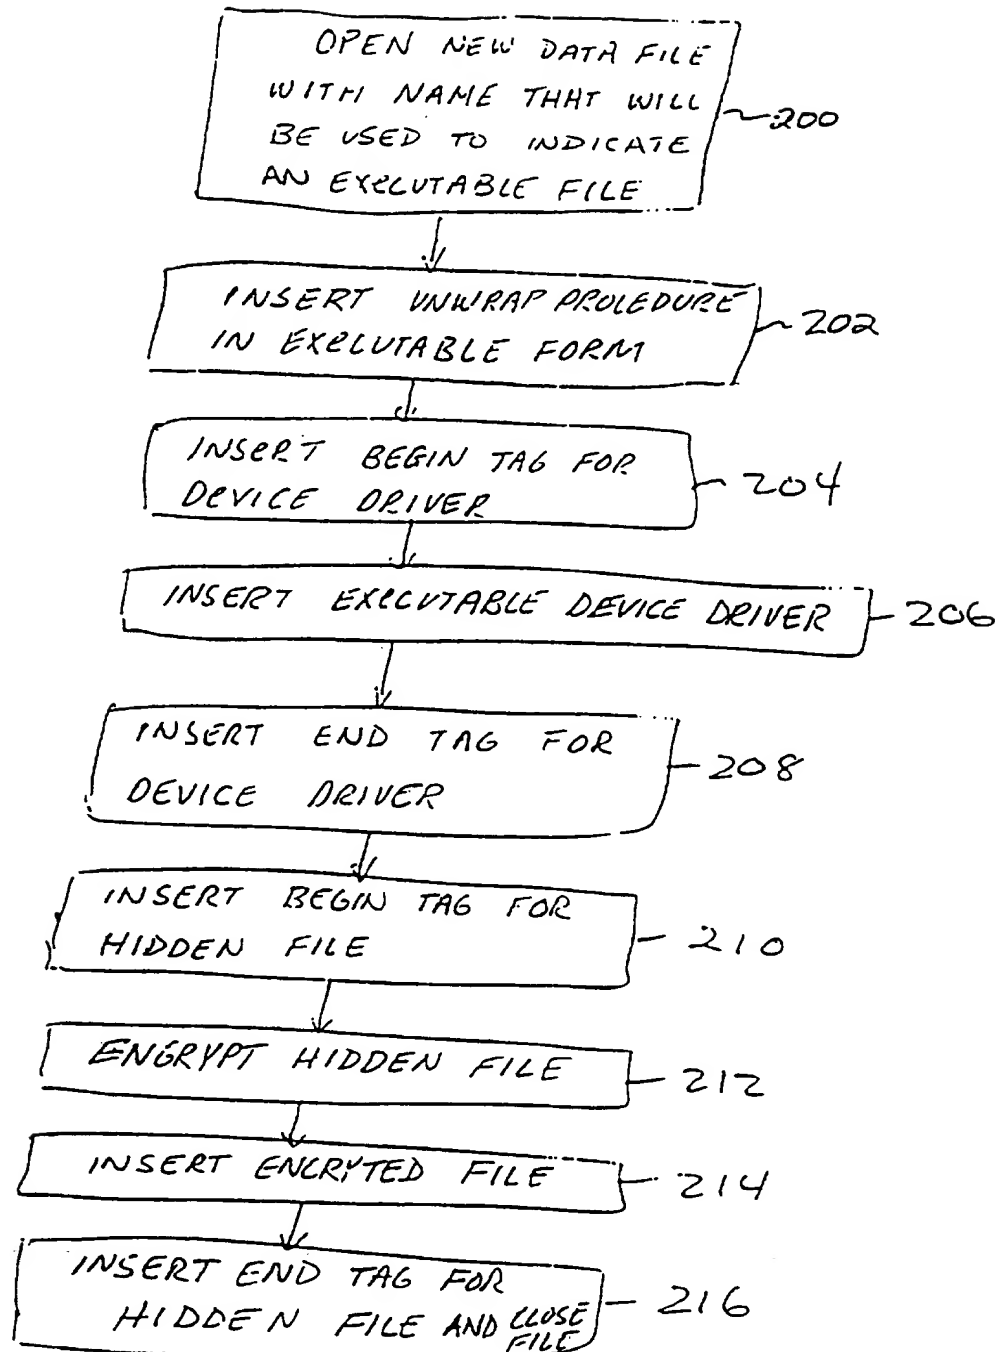 OPEN NEW DATA FILE
WITH NAME THAT WILL
BE USED TO INDICATE
AN EXECUTABLE FILE
200
INSERT UNWRAP PROCEDURE
IN EXECUTABLE FORM
202
INSERT BEGIN TAG FOR
DEVICE DRIVER
204
INSERT EXECUTABLE DEVICE DRIVER
206
INSERT END TAG FOR
DEVICE DRIVER
208
INSERT BEGIN TAG FOR
HIDDEN FILE
210
ENCRYPT HIDDEN FILE
212
INSERT ENCRYTED FILE
214
INSERT END TAG FOR
HIDDEN FILE AND CLOSE
FILE
216